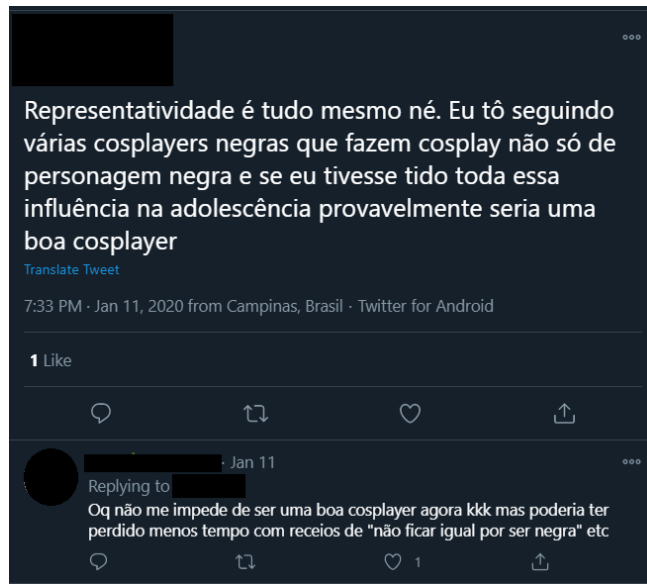 Representatividade é tudo mesmo né. Eu tô seguindo
várias cosplayers negras que fazem cosplay não só de
personagem negra e se eu tivesse tido toda essa
influência na adolescência provavelmente seria uma
boa cosplayer
Translate Tweet
7:33 PM · Jan 11, 2020 from Campinas, Brasil · Twitter for Android
1 Like
· Jan 11
Replying to
Oq não me impede de ser uma boa cosplayer agora kkk mas poderia ter
perdido menos tempo com receios de "não ficar igual por ser negra" etc
1